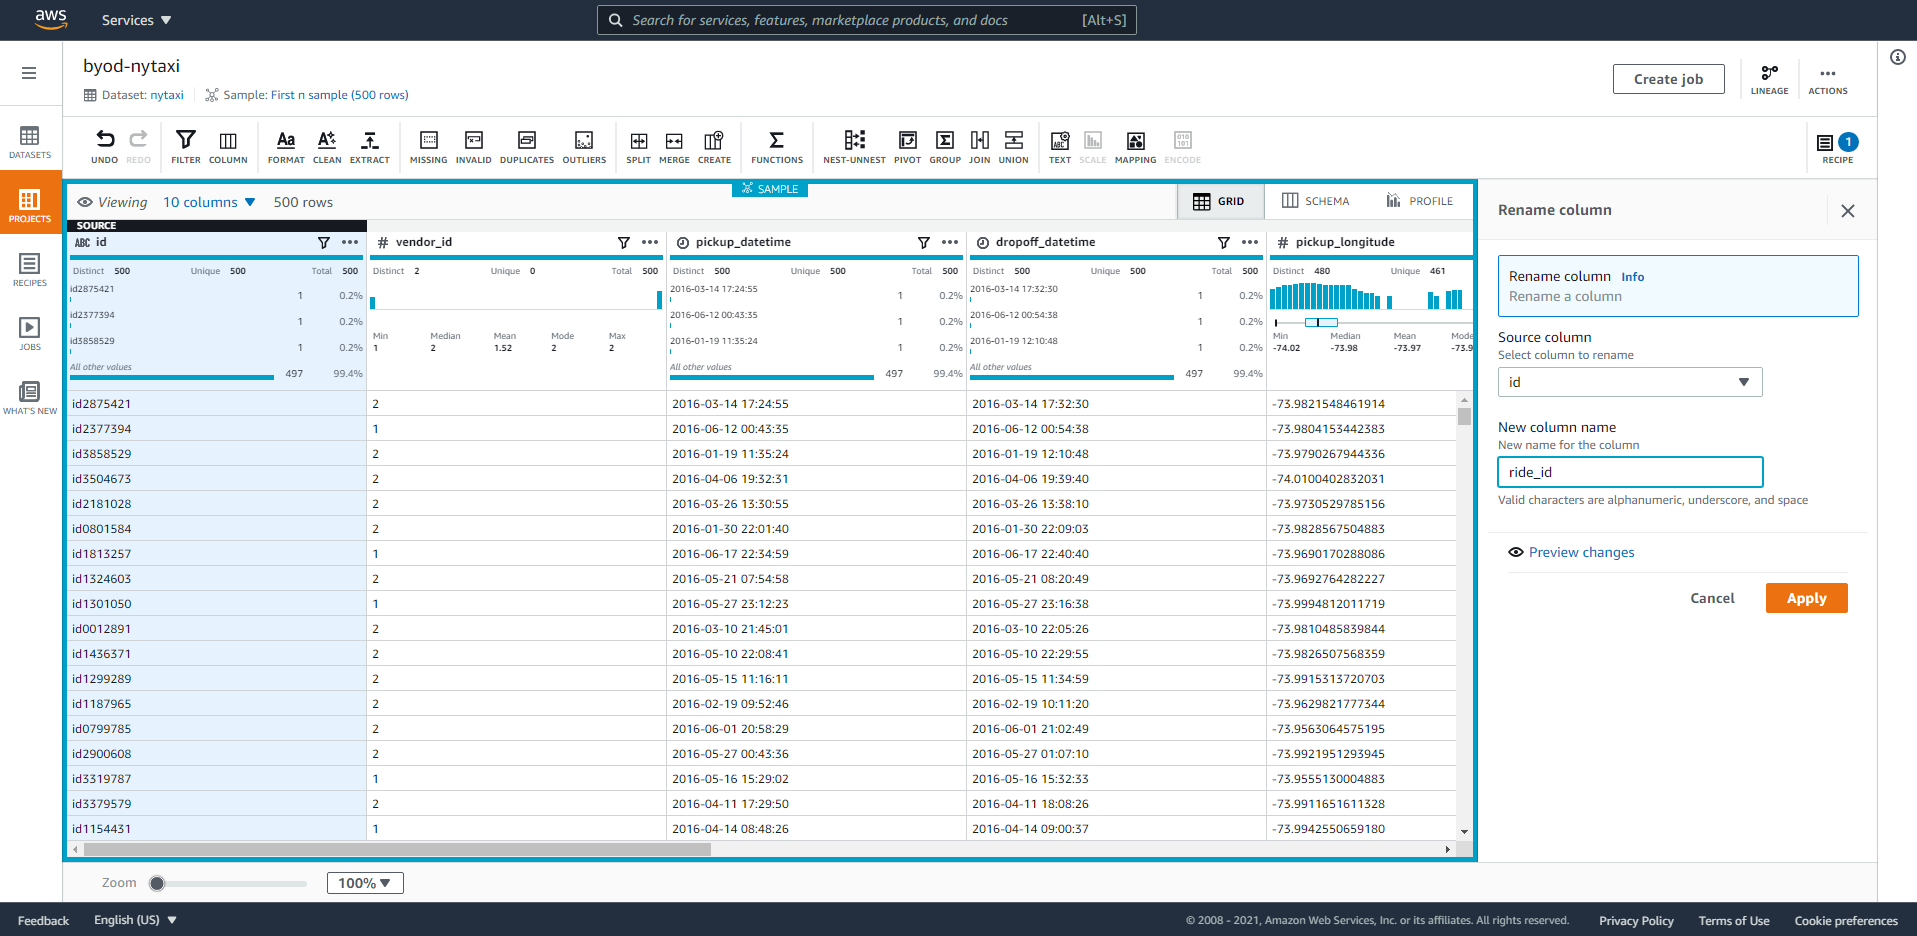 aws
Services
Search for services, features, marketplace products, and docs [Alt+S]
byod-nytaxi
Dataset: nytaxi
Sample: First n sample (500 rows)
Create job
LINEAGE
ACTIONS
UNDO REDO FILTER COLUMN FORMAT CLEAN EXTRACT MISSING INVALID DUPLICATES OUTLIERS SPLIT MERGE CREATE FUNCTIONS NEST-UNNEST PIVOT GROUP JOIN UNION TEXT SCALE MAPPING ENCODE
1
RECIPE
DATASETS
PROJECTS
RECIPES
JOBS
WHAT'S NEW
SAMPLE
Viewing 10 columns 500 rows
GRID SCHEMA PROFILE
SOURCE
ABC id
Distinct 500 Unique 500 Total 500
id2875421 1 0.2%
id2377394 1 0.2%
id3858529 1 0.2%
All other values 497 99.4%
# vendor_id
Distinct 2 Unique 0 Total 500
Min Median Mean Mode Max
1 2 1.52 2 2
pickup_datetime
Distinct 500 Unique 500 Total 500
2016-03-14 17:24:55 1 0.2%
2016-06-12 00:43:35 1 0.2%
2016-01-19 11:35:24 1 0.2%
All other values 497 99.4%
dropoff_datetime
Distinct 500 Unique 500 Total 500
2016-03-14 17:32:30 1 0.2%
2016-06-12 00:54:38 1 0.2%
2016-01-19 12:10:48 1 0.2%
All other values 497 99.4%
# pickup_longitude
Distinct 480 Unique 461
Min Median Mean Mode
-74.02 -73.98 -73.97 -73.9
id2875421 2 2016-03-14 17:24:55 2016-03-14 17:32:30 -73.9821548461914
id2377394 1 2016-06-12 00:43:35 2016-06-12 00:54:38 -73.9804153442383
id3858529 2 2016-01-19 11:35:24 2016-01-19 12:10:48 -73.9790267944336
id3504673 2 2016-04-06 19:32:31 2016-04-06 19:39:40 -74.0100402832031
id2181028 2 2016-03-26 13:30:55 2016-03-26 13:38:10 -73.9730529785156
id0801584 2 2016-01-30 22:01:40 2016-01-30 22:09:03 -73.9828567504883
id1813257 1 2016-06-17 22:34:59 2016-06-17 22:40:40 -73.9690170288086
id1324603 2 2016-05-21 07:54:58 2016-05-21 08:20:49 -73.9692764282227
id1301050 1 2016-05-27 23:12:23 2016-05-27 23:16:38 -73.9994812011719
id0012891 2 2016-03-10 21:45:01 2016-03-10 22:05:26 -73.9810485839844
id1436371 2 2016-05-10 22:08:41 2016-05-10 22:29:55 -73.9826507568359
id1299289 2 2016-05-15 11:16:11 2016-05-15 11:34:59 -73.9915313720703
id1187965 2 2016-02-19 09:52:46 2016-02-19 10:11:20 -73.9629821777344
id0799785 2 2016-06-01 20:58:29 2016-06-01 21:02:49 -73.9563064575195
id2900608 2 2016-05-27 00:43:36 2016-05-27 01:07:10 -73.9921951293945
id3319787 1 2016-05-16 15:29:02 2016-05-16 15:32:33 -73.9555130004883
id3379579 2 2016-04-11 17:29:50 2016-04-11 18:08:26 -73.9911651611328
id1154431 1 2016-04-14 08:48:26 2016-04-14 09:00:37 -73.9942550659180
Rename column
Rename column Info
Rename a column
Source column
Select column to rename
id
New column name
New name for the column
ride_id
Valid characters are alphanumeric, underscore, and space
Preview changes
Cancel Apply
Zoom 100%
Feedback English (US)
© 2008 - 2021, Amazon Web Services, Inc. or its affiliates. All rights reserved. Privacy Policy Terms of Use Cookie preferences